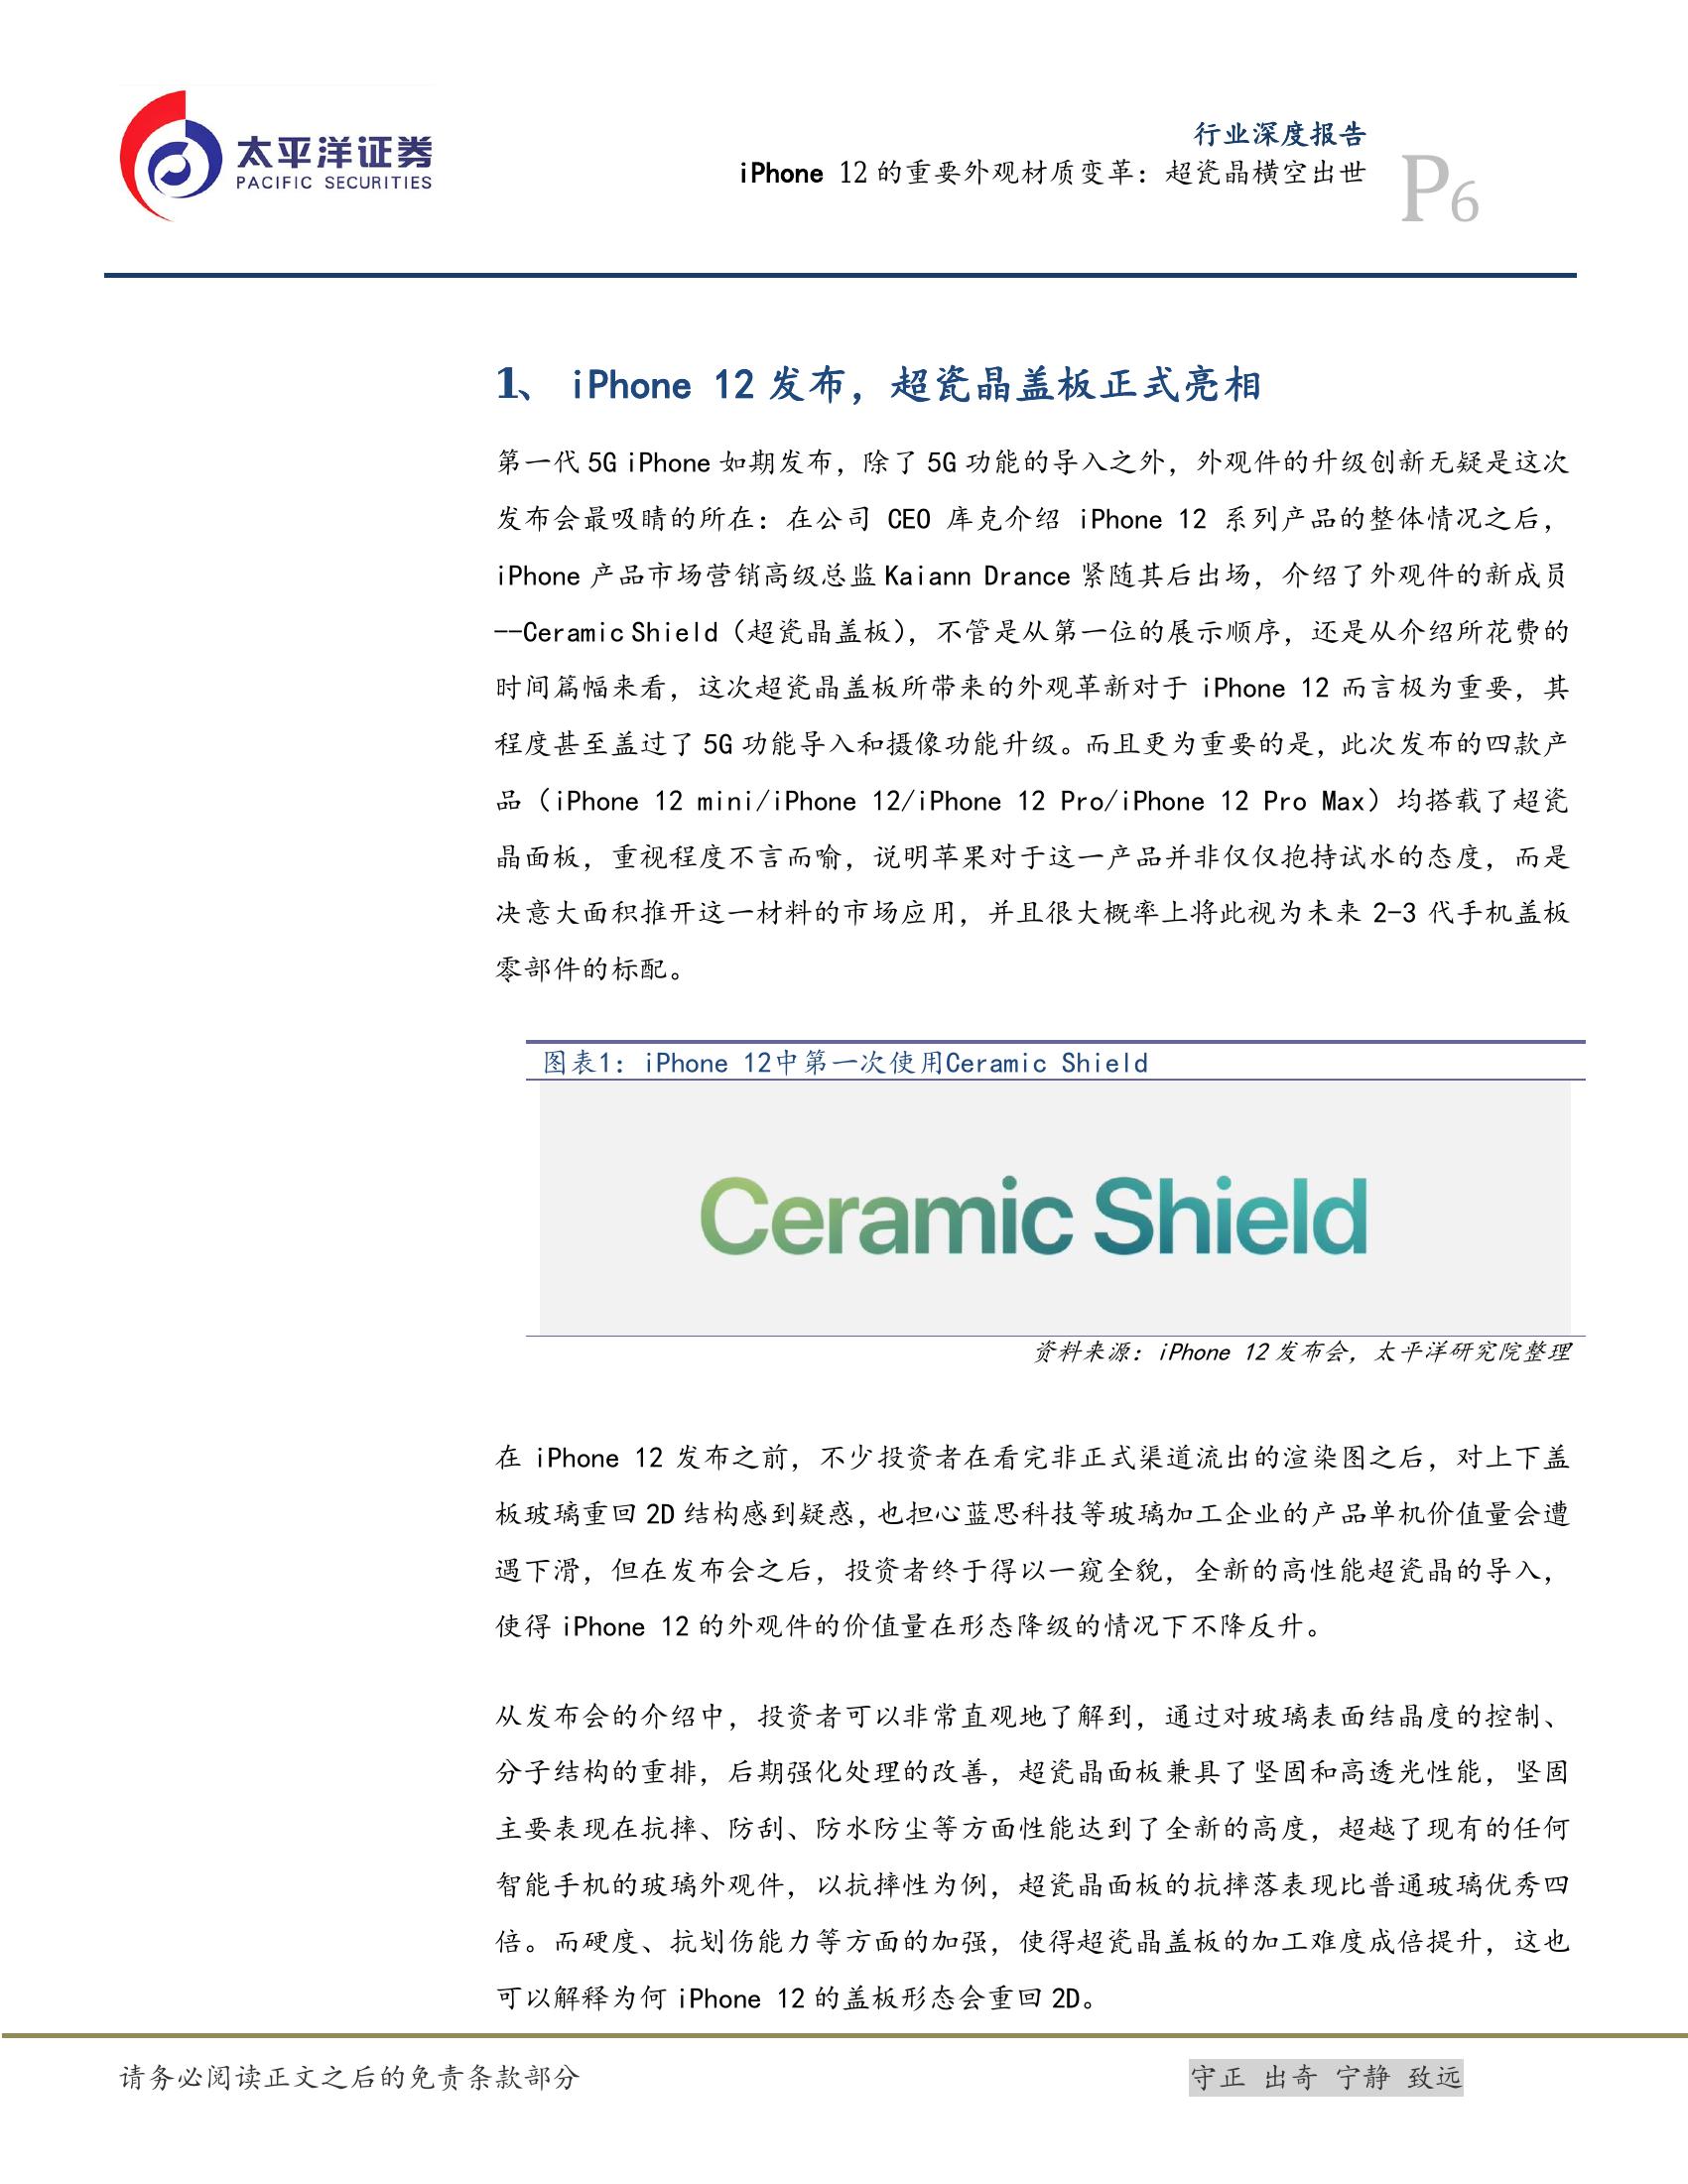 太平洋证券
PACIFIC SECURITIES
行业深度报告
iPhone 12 的重要外观材质变革：超瓷晶横空出世
P6
1、 iPhone 12 发布，超瓷晶盖板正式亮相
第一代 5G iPhone 如期发布，除了 5G 功能的导入之外，外观件的升级创新无疑是这次
发布会最吸睛的所在：在公司 CEO 库克介绍 iPhone 12 系列产品的整体情况之后，
iPhone 产品市场营销高级总监 Kaiann Drance 紧随其后出场，介绍了外观件的新成员
--Ceramic Shield（超瓷晶盖板），不管是从第一位的展示顺序，还是从介绍所花费的
时间篇幅来看，这次超瓷晶盖板所带来的外观革新对于 iPhone 12 而言极为重要，其
程度甚至盖过了 5G 功能导入和摄像功能升级。而且更为重要的是，此次发布的四款产
品（iPhone 12 mini/iPhone 12/iPhone 12 Pro/iPhone 12 Pro Max）均搭载了超瓷
晶面板，重视程度不言而喻，说明苹果对于这一产品并非仅仅抱持试水的态度，而是
决意大面积推开这一材料的市场应用，并且很大概率上将此视为未来 2-3 代手机盖板
零部件的标配。
图表1：iPhone 12中第一次使用Ceramic Shield
Ceramic Shield
资料来源：iPhone 12 发布会，太平洋研究院整理
在 iPhone 12 发布之前，不少投资者在看完非正式渠道流出的渲染图之后，对上下盖
板玻璃重回 2D 结构感到疑惑，也担心蓝思科技等玻璃加工企业的产品单机价值量会遭
遇下滑，但在发布会之后，投资者终于得以一窥全貌，全新的高性能超瓷晶的导入，
使得 iPhone 12 的外观件的价值量在形态降级的情况下不降反升。
从发布会的介绍中，投资者可以非常直观地了解到，通过对玻璃表面结晶度的控制、
分子结构的重排，后期强化处理的改善，超瓷晶面板兼具了坚固和高透光性能，坚固
主要表现在抗摔、防刮、防水防尘等方面性能达到了全新的高度，超越了现有的任何
智能手机的玻璃外观件，以抗摔性为例，超瓷晶面板的抗摔落表现比普通玻璃优秀四
倍。而硬度、抗划伤能力等方面的加强，使得超瓷晶盖板的加工难度成倍提升，这也
可以解释为何 iPhone 12 的盖板形态会重回 2D。
请务必阅读正文之后的免责条款部分
守正 出奇 宁静 致远